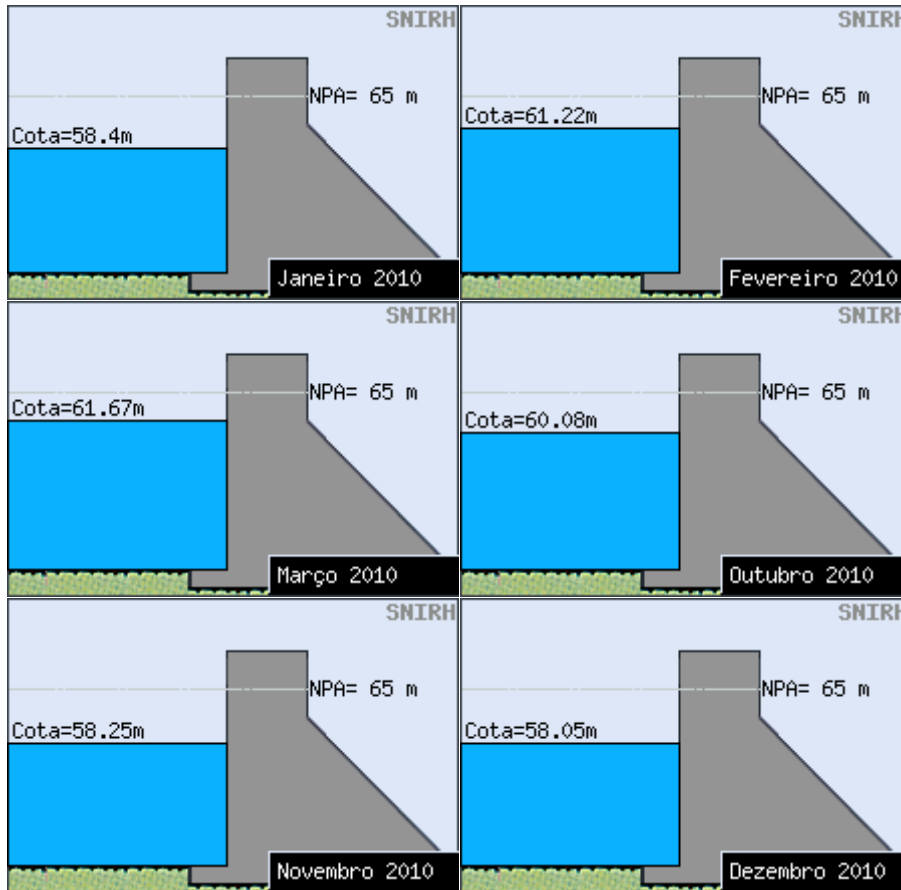 SNIRH
NPA= 65 m
Cota=58.4m
Janeiro 2010
SNIRH
NPA= 65 m
Cota=61.22m
Fevereiro 2010
SNIRH
NPA= 65 m
Cota=61.67m
Março 2010
SNIRH
NPA= 65 m
Cota=60.08m
Outubro 2010
SNIRH
NPA= 65 m
Cota=58.25m
Novembro 2010
SNIRH
NPA= 65 m
Cota=58.05m
Dezembro 2010